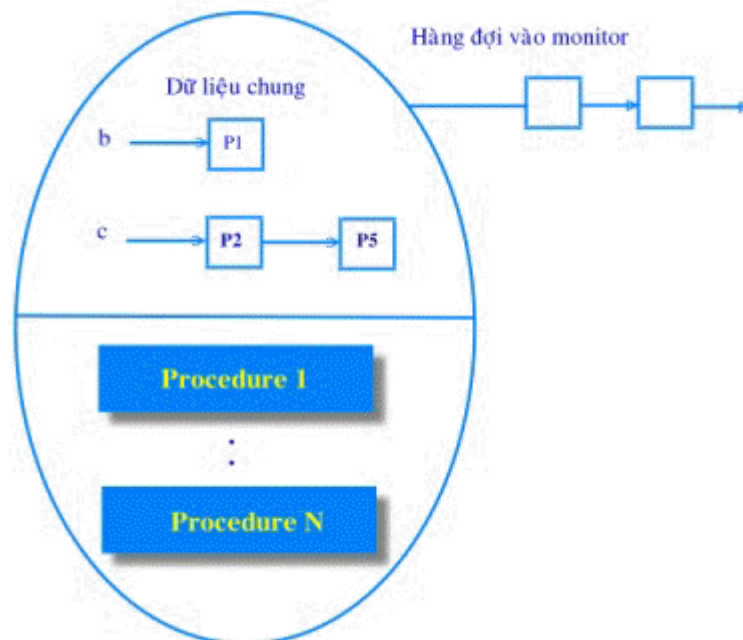 Hàng đợi vào monitor
Dữ liệu chung
b
P1
c
P2
P5
Procedure 1
Procedure N